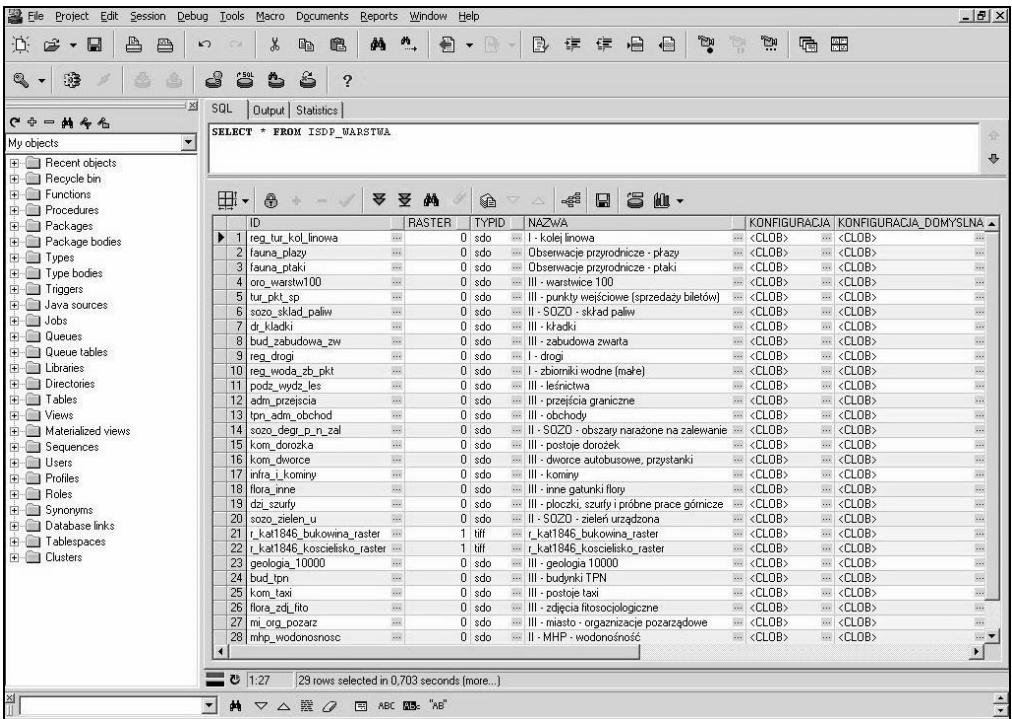 File Project Edit Session Debug Tools Macro Documents Reports Window Help
SQL Output Statistics
SELECT * FROM ISDP_WARSTWA
My objects
Recent objects
Recycle bin
Functions
Procedures
Packages
Package bodies
Types
Type bodies
Triggers
Java sources
Jobs
Queues
Queue tables
Libraries
Directories
Tables
Views
Materialized views
Sequences
Users
Profiles
Roles
Synonyms
Database links
Tablespaces
Clusters
ID RASTER TYPID NAZWA KONFIGURACJA KONFIGURACJA_DOMYSLNA
1 reg_tur_kol_linowa ... 0 sdo ... I - kolej linowa ... <CLOB> ... <CLOB> ...
2 fauna_plazy ... 0 sdo ... Obserwacje przyrodnicze - płazy ... <CLOB> ... <CLOB> ...
3 fauna_ptaki ... 0 sdo ... Obserwacje przyrodnicze - ptaki ... <CLOB> ... <CLOB> ...
4 oro_warstw100 ... 0 sdo ... III - warstwice 100 ... <CLOB> ... <CLOB> ...
5 tur_pkt_sp ... 0 sdo ... III - punkty wejściowe (sprzedaży biletów) ... <CLOB> ... <CLOB> ...
6 sozo_sklad_paliw ... 0 sdo ... II - SOZO - skład paliw ... <CLOB> ... <CLOB> ...
7 dr_kladki ... 0 sdo ... III - kładki ... <CLOB> ... <CLOB> ...
8 bud_zabudowa_zw ... 0 sdo ... III - zabudowa zwarta ... <CLOB> ... <CLOB> ...
9 reg_drogi ... 0 sdo ... I - drogi ... <CLOB> ... <CLOB> ...
10 reg_woda_zb_pkt ... 0 sdo ... I - zbiorniki wodne (małe) ... <CLOB> ... <CLOB> ...
11 podz_wydz_les ... 0 sdo ... III - leśnictwa ... <CLOB> ... <CLOB> ...
12 adm_przejscia ... 0 sdo ... III - przejścia graniczne ... <CLOB> ... <CLOB> ...
13 tpn_adm_obchod ... 0 sdo ... III - obchody ... <CLOB> ... <CLOB> ...
14 sozo_degr_p_n_zal ... 0 sdo ... II - SOZO - obszary narażone na zalewanie ... <CLOB> ... <CLOB> ...
15 kom_dorozka ... 0 sdo ... III - postoje dorożek ... <CLOB> ... <CLOB> ...
16 kom_dworce ... 0 sdo ... III - dworce autobusowe, przystanki ... <CLOB> ... <CLOB> ...
17 infra_i_kominy ... 0 sdo ... III - kominy ... <CLOB> ... <CLOB> ...
18 flora_inne ... 0 sdo ... III - inne gatunki flory ... <CLOB> ... <CLOB> ...
19 dzi_szurfy ... 0 sdo ... III - płoczki, szurfy i próbne prace górnicze ... <CLOB> ... <CLOB> ...
20 sozo_zielen_u ... 0 sdo ... II - SOZO - zieleń urządzona ... <CLOB> ... <CLOB> ...
21 r_kat1846_bukowina_raster ... 1 tiff ... r_kat1846_bukowina_raster ... <CLOB> ... <CLOB> ...
22 r_kat1846_koscielisko_raster ... 1 tiff ... r_kat1846_koscielisko_raster ... <CLOB> ... <CLOB> ...
23 geologia_10000 ... 0 sdo ... III - geologia 10000 ... <CLOB> ... <CLOB> ...
24 bud_tpn ... 0 sdo ... III - budynki TPN ... <CLOB> ... <CLOB> ...
25 kom_taxi ... 0 sdo ... III - postoje taxi ... <CLOB> ... <CLOB> ...
26 flora_zdj_fito ... 0 sdo ... III - zdjęcia fitosocjologiczne ... <CLOB> ... <CLOB> ...
27 mi_org_pozarz ... 0 sdo ... III - miasto - orgaznizacje pozarządowe ... <CLOB> ... <CLOB> ...
28 mhp_wodonosnosc ... 0 sdo ... II - MHP - wodonośność ... <CLOB> ... <CLOB> ...
1:27 29 rows selected in 0,703 seconds (more...)
ABC "AB"